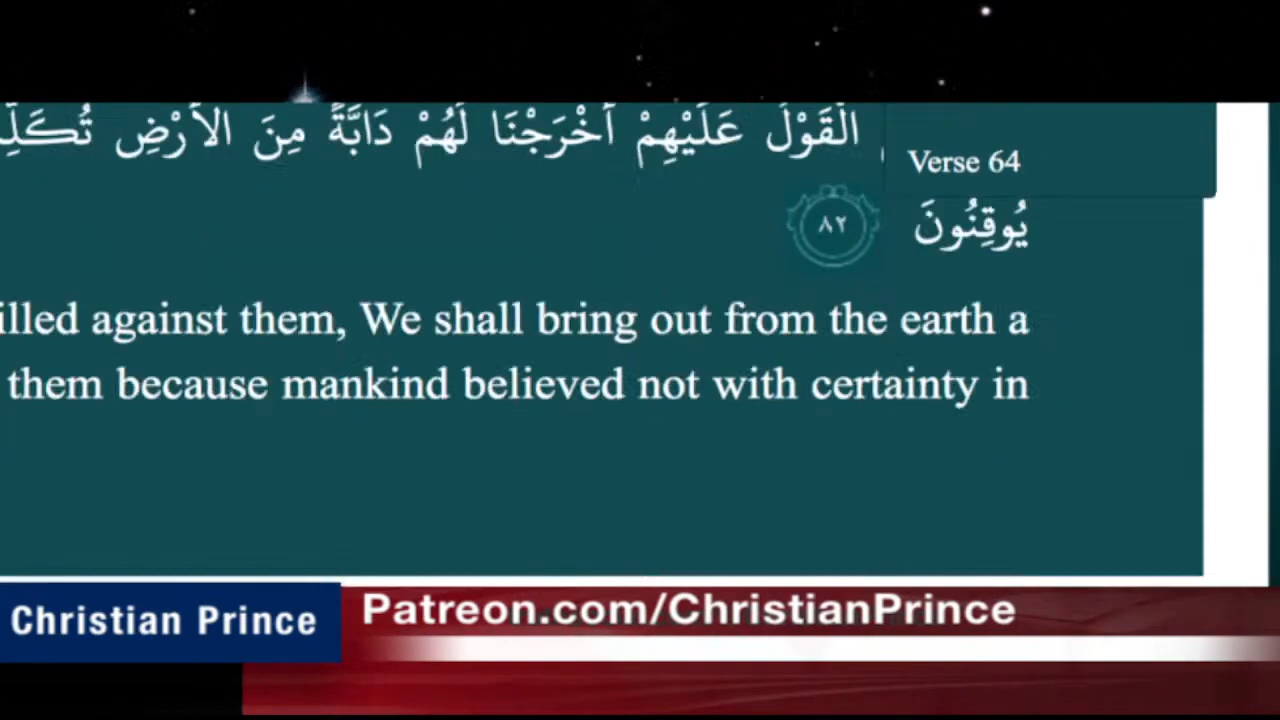 الْقَوْلُ عَلَيْهِمْ أَخْرَجْنَا لَهُمْ دَابَّةً مِنَ الْأَرْضِ
Verse 64
يُوقِنُونَ ٨٢
illed against them, We shall bring out from the earth a
them because mankind believed not with certainty in
Christian Prince
Patreon.com/ChristianPrince